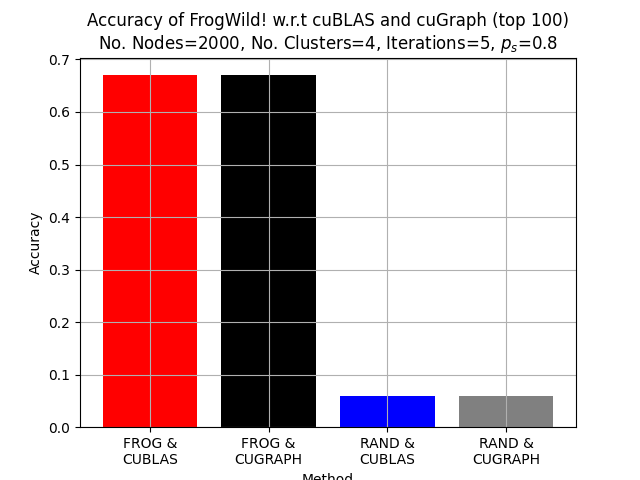 Accuracy of FrogWild! w.r.t cuBLAS and cuGraph (top 100)
No. Nodes=2000, No. Clusters=4, Iterations=5, $p_s$=0.8
0.7
0.6
0.5
0.4
0.3
0.2
0.1
0.0
Accuracy
FROG &
CUBLAS
FROG &
CUGRAPH
RAND &
CUBLAS
RAND &
CUGRAPH
Method